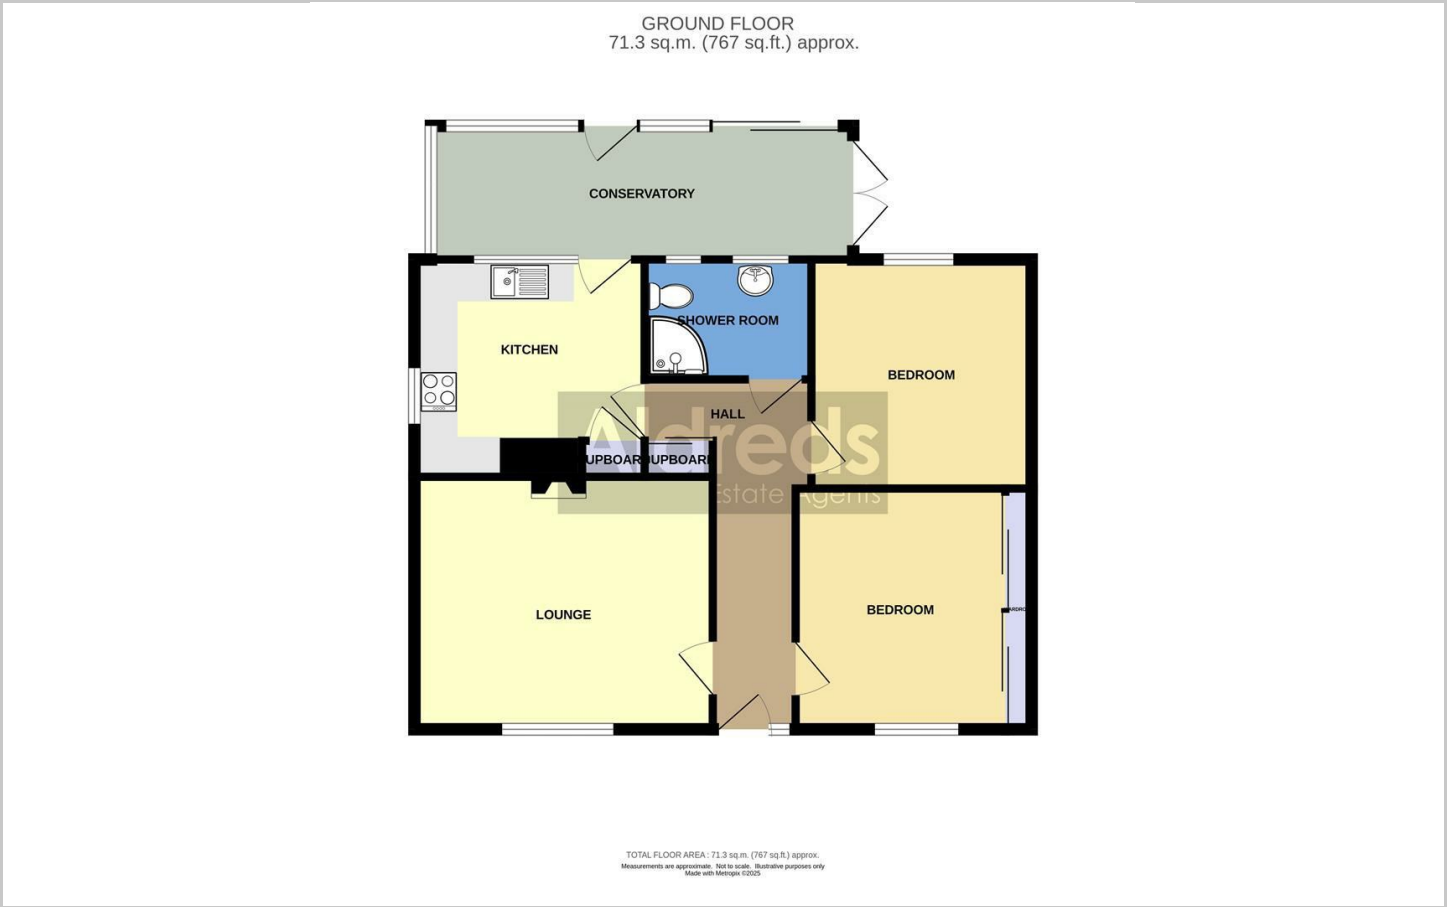 GROUND FLOOR
71.3 sq.m. (767 sq.ft.) approx.
CONSERVATORY
SHOWER ROOM
KITCHEN
BEDROOM
HALL
Aldreds
UPBOAR
UPBOAR
Estate Agents
BEDROOM
LOUNGE
TOTAL FLOOR AREA : 71.3 sq.m. (767 sq.ft.) approx.
Measurements are approximate. Not to scale. Illustrative purposes only
Made with Metropix ©2025